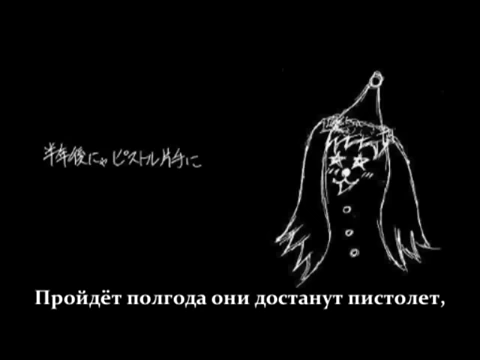 半年後にゃピストル片手に
Пройдёт полгода они достанут пистолет,